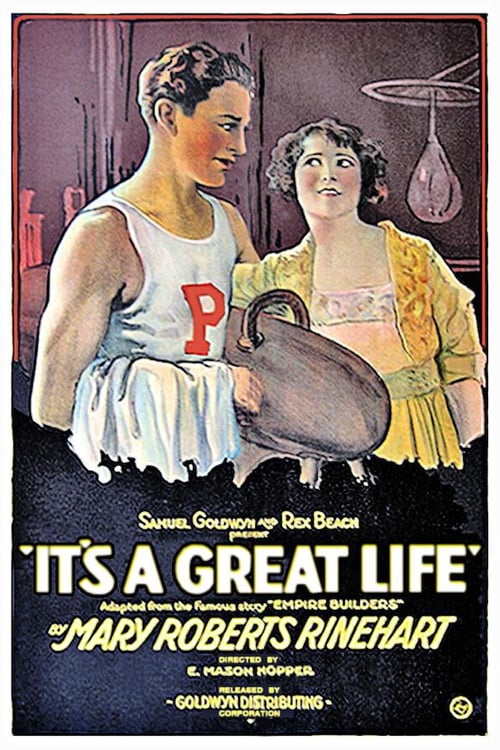 P
SAMUEL GOLDWYN AND REX BEACH
PRESENT
"IT'S A GREAT LIFE"
Adapted from the famous story "EMPIRE BUILDERS"
BY MARY ROBERTS RINEHART
DIRECTED BY
E. MASON HOPPER
RELEASED BY
- GOLDWYN DISTRIBUTING -
CORPORATION